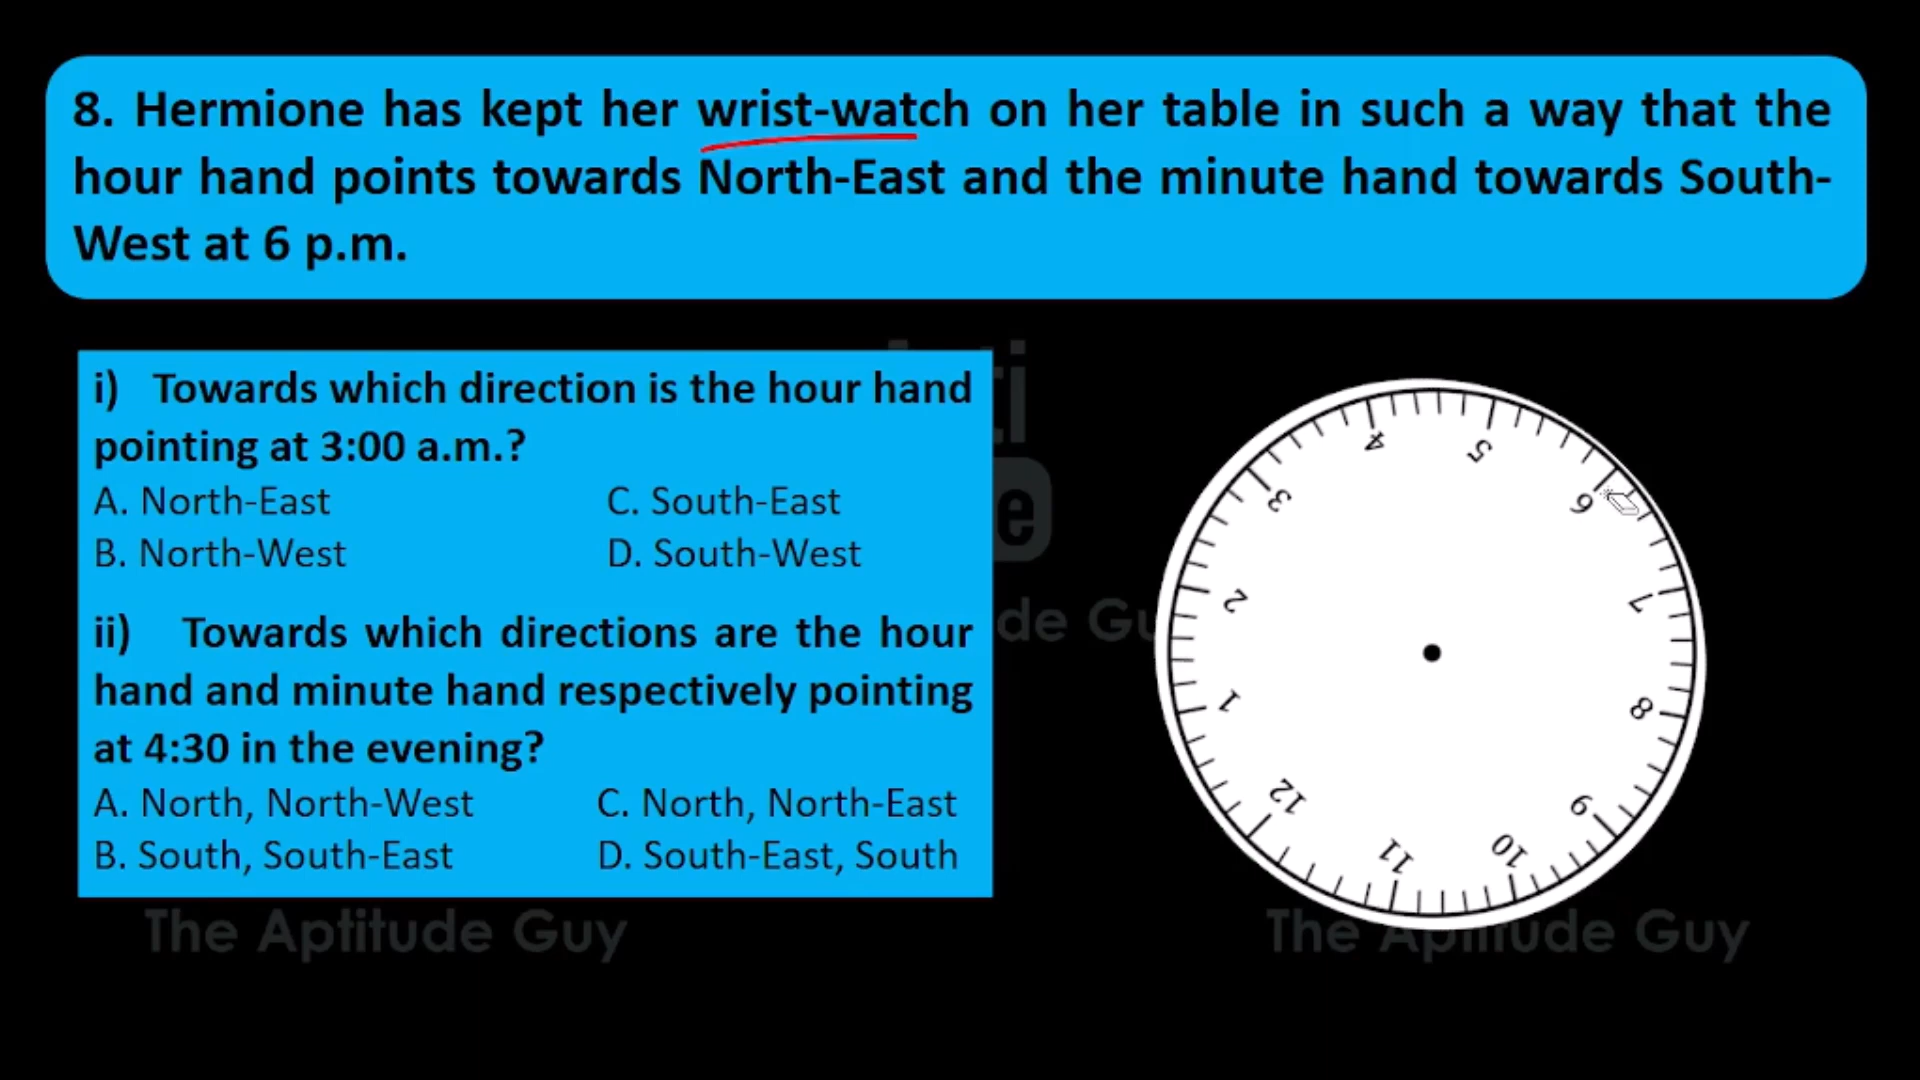 8. Hermione has kept her wrist-watch on her table in such a way that the
hour hand points towards North-East and the minute hand towards South-
West at 6 p.m.
i) Towards which direction is the hour hand
pointing at 3:00 a.m.?
A. North-East C. South-East
B. North-West D. South-West
ii) Towards which directions are the hour
hand and minute hand respectively pointing
at 4:30 in the evening?
A. North, North-West C. North, North-East
B. South, South-East D. South-East, South
4 5
3 6
2 7
1 8
12 9
11 10
The Aptitude Guy
The Aptitude Guy